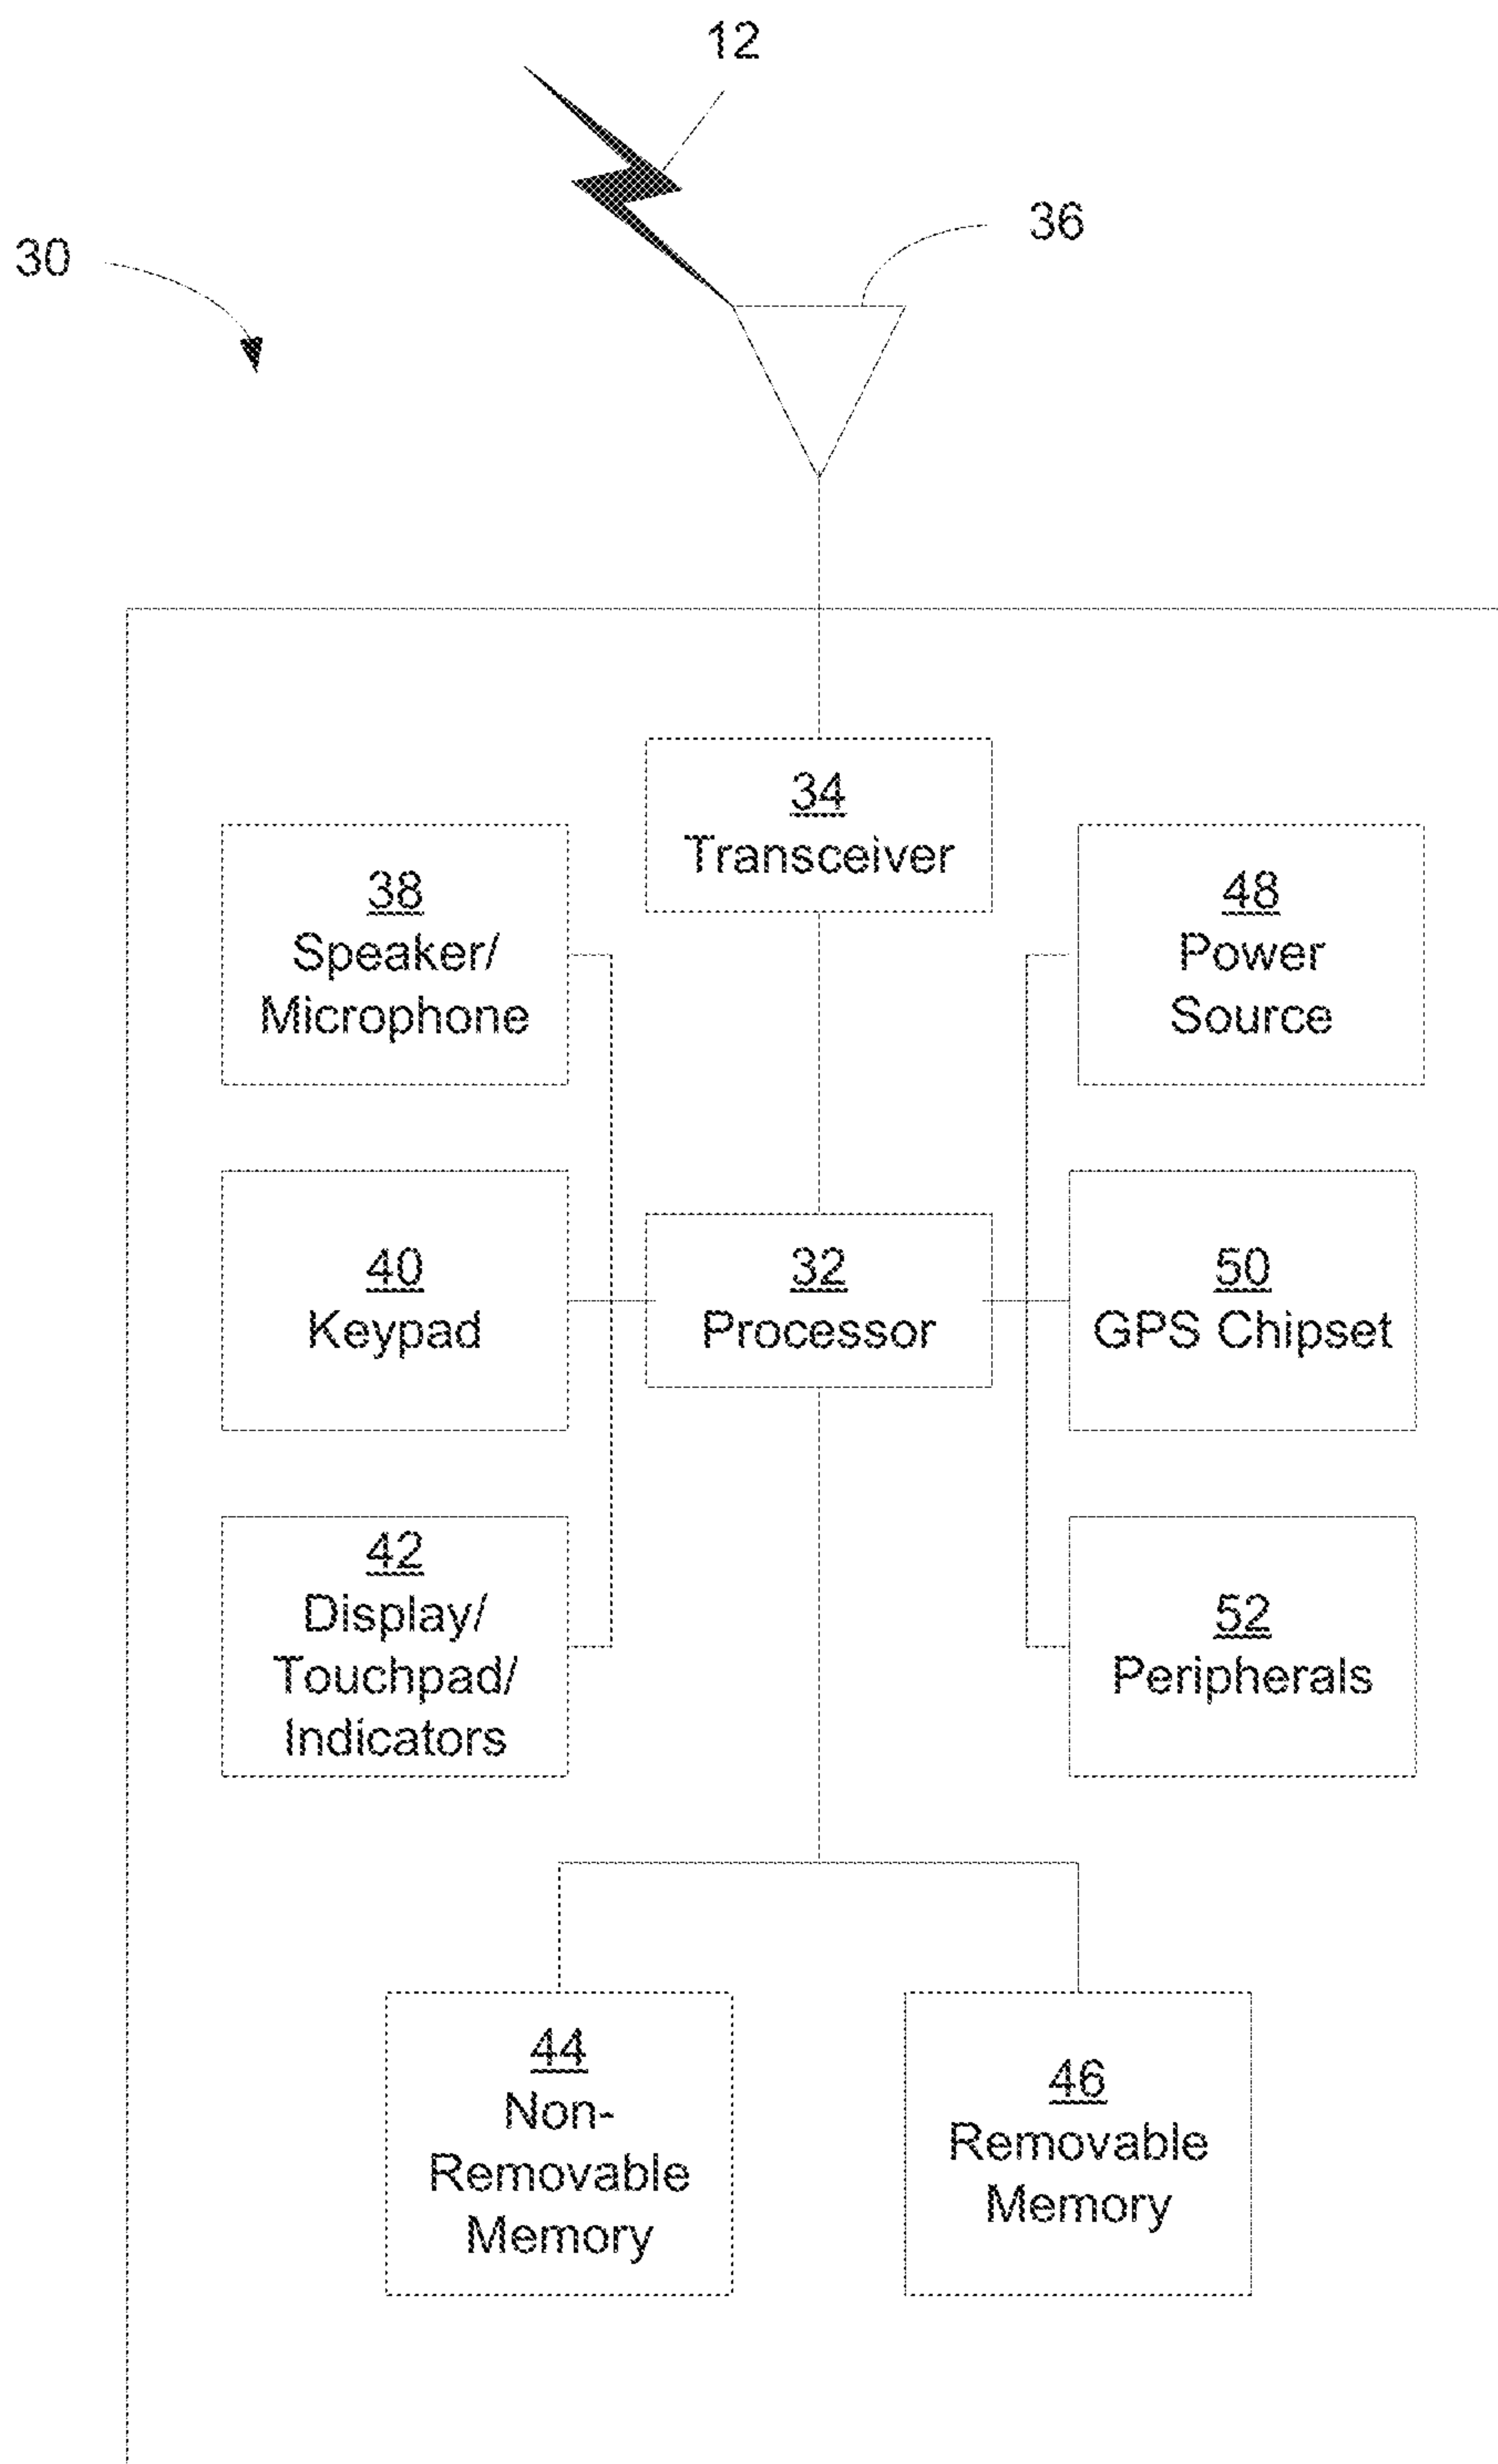 12
36
30
34
Transceiver
38
Speaker/
Microphone
48
Power
Source
40
Keypad
32
Processor
50
GPS Chipset
42
Display/
Touchpad/
Indicators
52
Peripherals
44
Non-
Removable
Memory
46
Removable
Memory